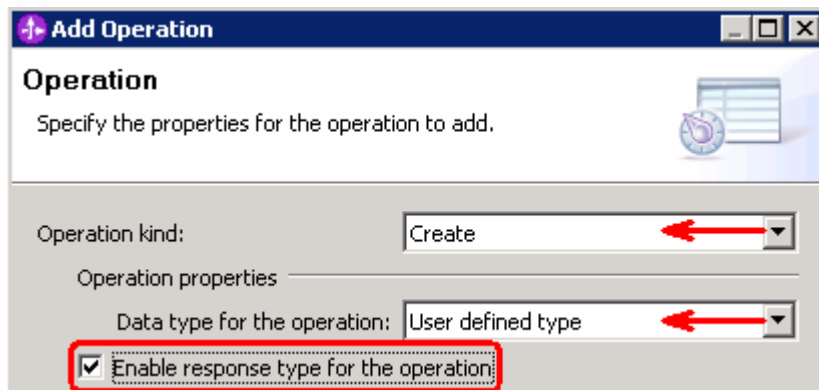 Add Operation
Operation
Specify the properties for the operation to add.
Operation kind: Create
Operation properties
Data type for the operation: User defined type
Enable response type for the operation